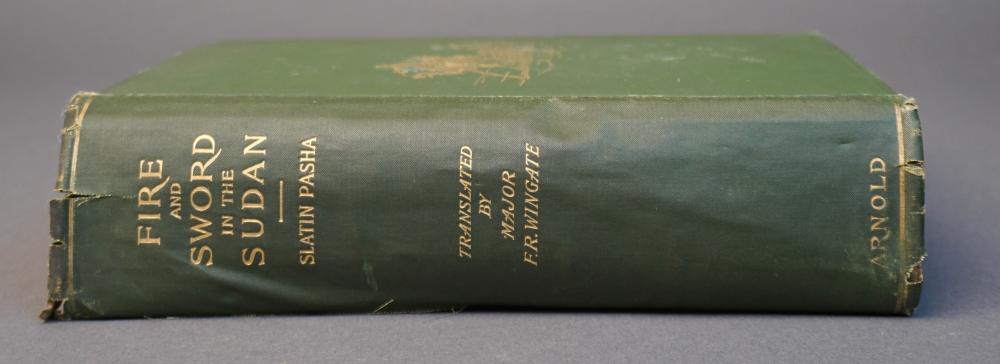 FIRE
AND
SWORD
IN THE
SUDAN
SLATIN PASHA
TRANSLATED
BY
MAJOR
F.R. WINGATE
ARNOLD